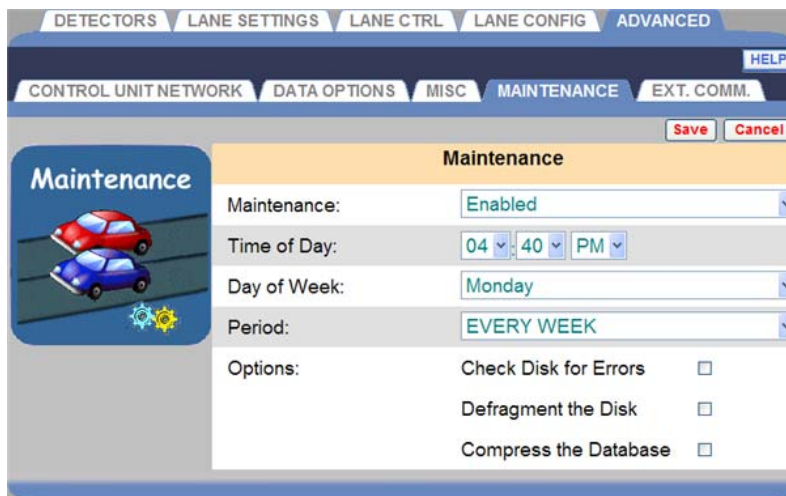 DETECTORS LANE SETTINGS LANE CTRL LANE CONFIG ADVANCED
HELP
CONTROL UNIT NETWORK DATA OPTIONS MISC MAINTENANCE EXT. COMM.
Save Cancel
Maintenance
Maintenance
Maintenance: Enabled
Time of Day: 04 : 40 PM
Day of Week: Monday
Period: EVERY WEEK
Options: Check Disk for Errors
Defragment the Disk
Compress the Database